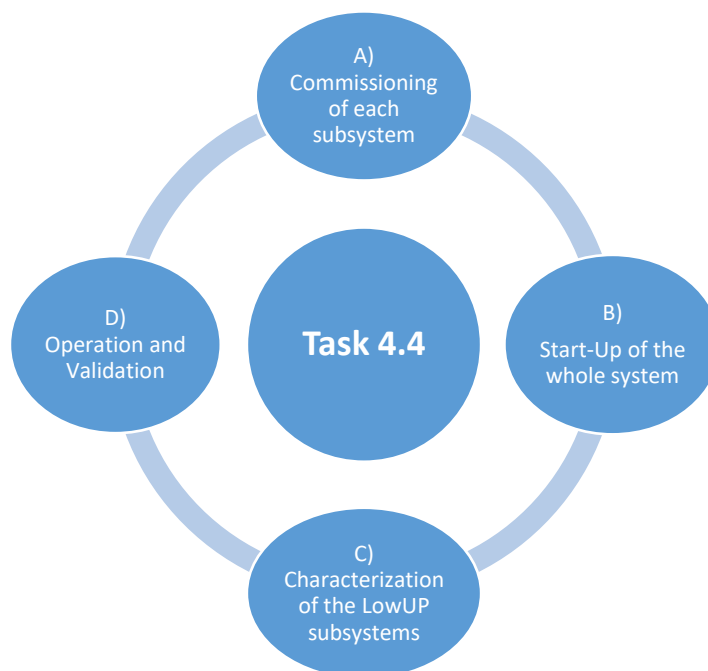 A)
Commissioning
of each
subsystem
D)
Operation and
Validation
Task 4.4
B)
Start-Up of the
whole system
C)
Characterization
of the LowUP
subsystems